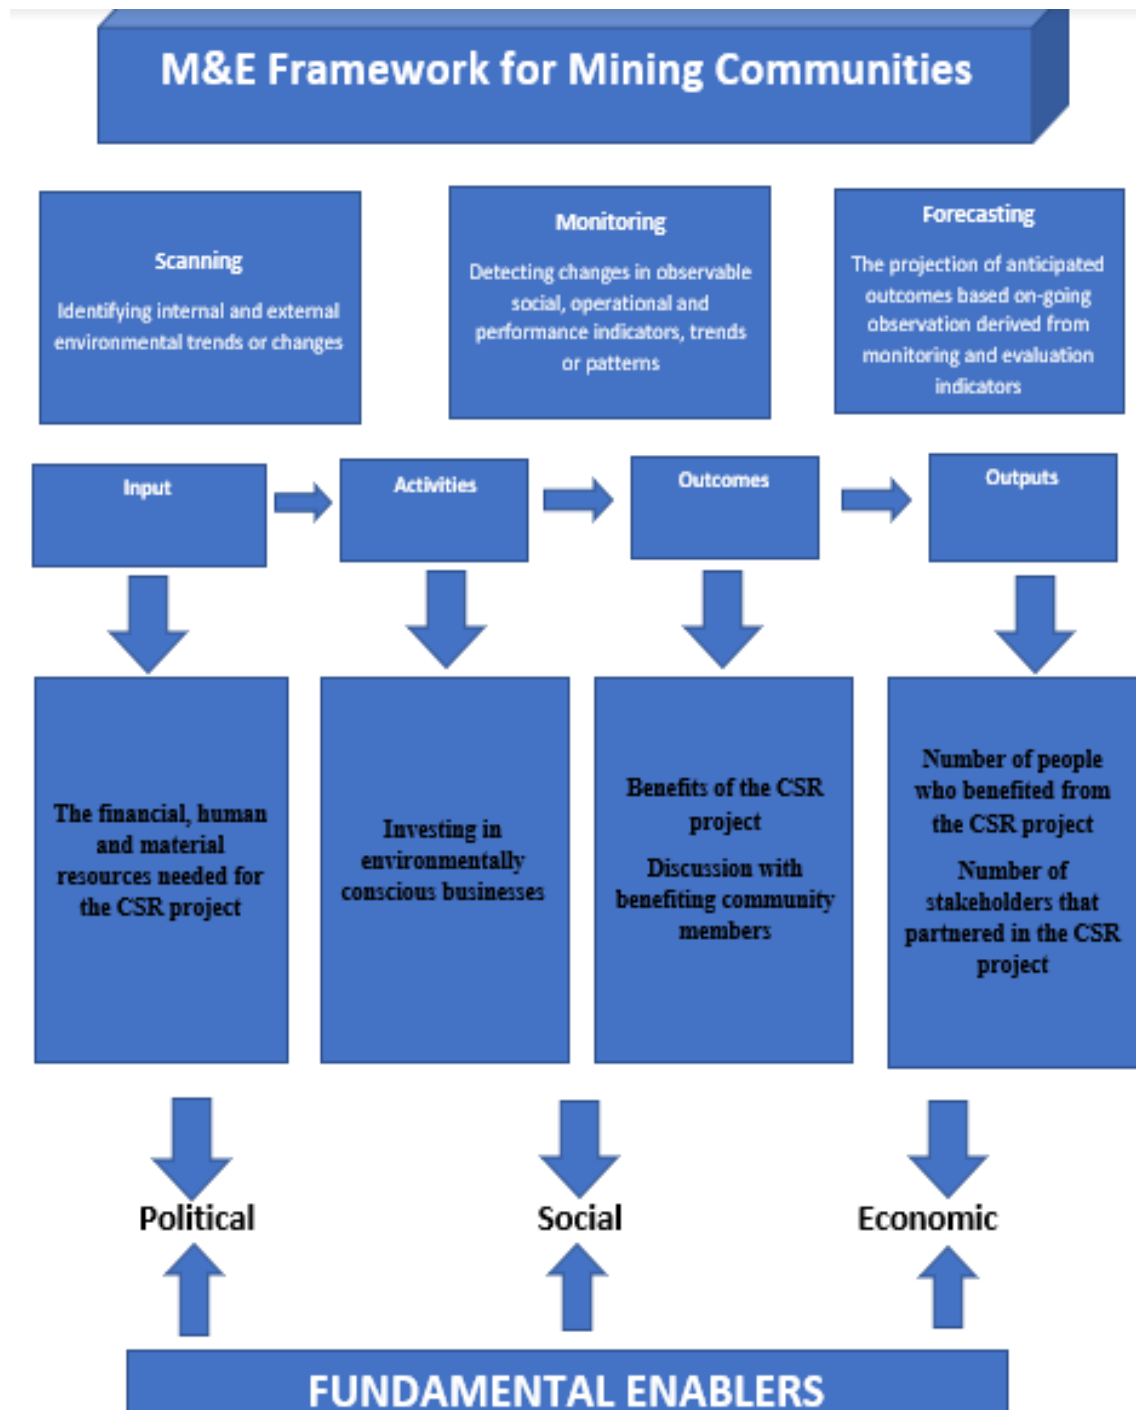 M&E Framework for Mining Communities
Scanning
Identifying internal and external
environmental trends or changes
Monitoring
Detecting changes in observable
social, operational and
performance indicators, trends
or patterns
Forecasting
The projection of anticipated
outcomes based on-going
observation derived from
monitoring and evaluation
indicators
Input
Activities
Outcomes
Outputs
The financial, human
and material
resources needed for
the CSR project
Investing in
environmentally
conscious businesses
Benefits of the CSR
project
Discussion with
benefiting community
members
Number of people
who benefited from
the CSR project
Number of
stakeholders that
partnered in the CSR
project
Political
Social
Economic
FUNDAMENTAL ENABLERS